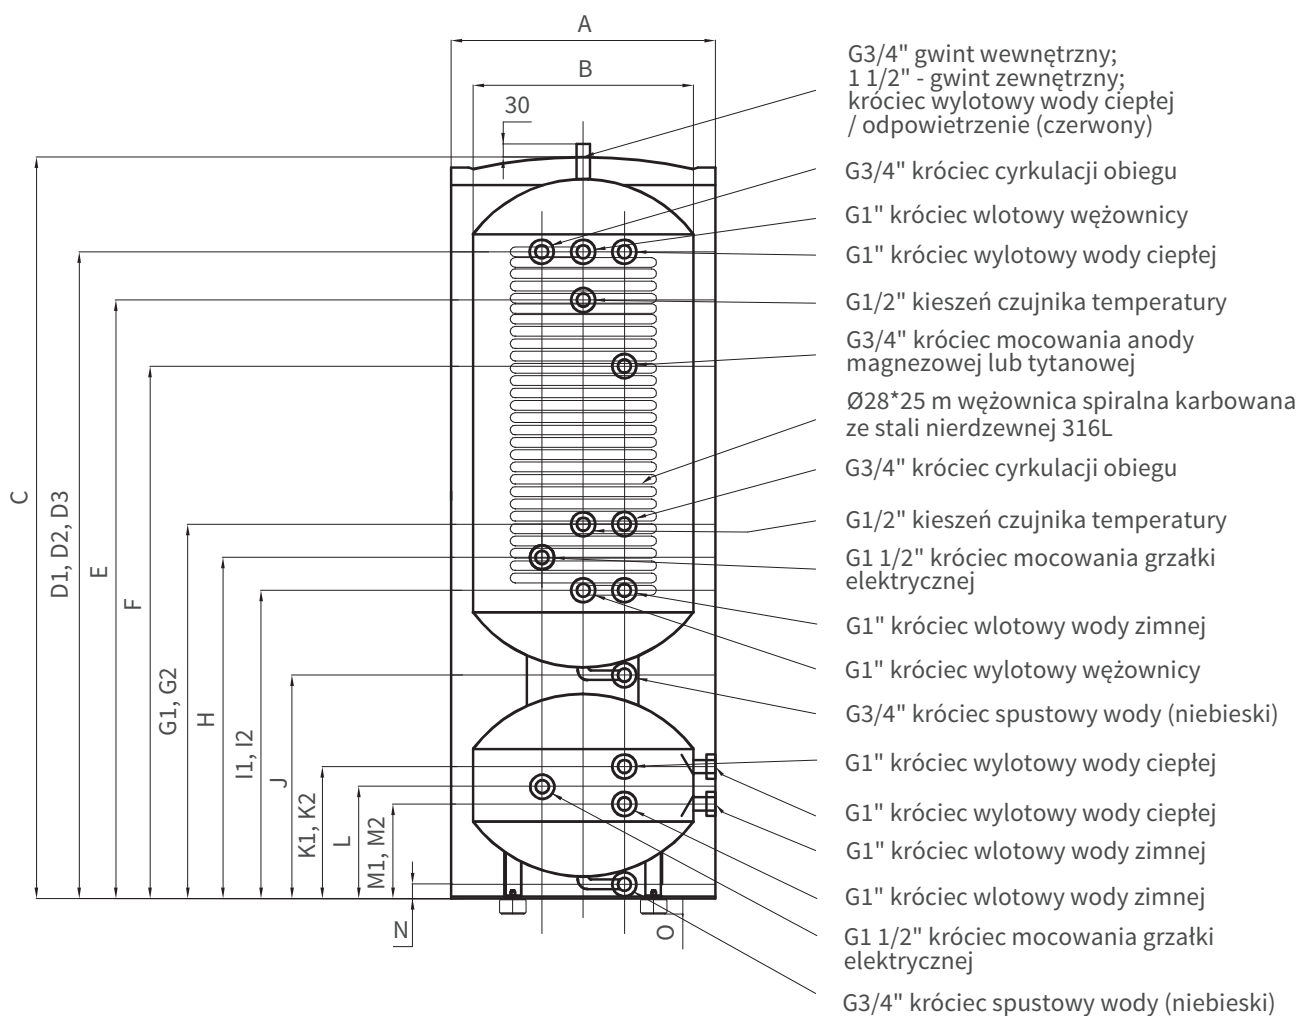 A
B
30
C
D1, D2, D3
E
F
G1, G2
H
I1, I2
J
K1, K2
L
M1, M2
N
O
G3/4" gwint wewnętrzny;
1 1/2" - gwint zewnętrzny;
króciec wylotowy wody ciepłej
/ odpowietrzenie (czerwony)
G3/4" króciec cyrkulacji obiegu
G1" króciec wlotowy wężownicy
G1" króciec wylotowy wody ciepłej
G1/2" kieszeń czujnika temperatury
G3/4" króciec mocowania anody
magnezowej lub tytanowej
Ø28*25 m wężownica spiralna karbowana
ze stali nierdzewnej 316L
G3/4" króciec cyrkulacji obiegu
G1/2" kieszeń czujnika temperatury
G1 1/2" króciec mocowania grzałki
elektrycznej
G1" króciec wlotowy wody zimnej
G1" króciec wylotowy wężownicy
G3/4" króciec spustowy wody (niebieski)
G1" króciec wylotowy wody ciepłej
G1" króciec wylotowy wody ciepłej
G1" króciec wlotowy wody zimnej
G1" króciec wlotowy wody zimnej
G1 1/2" króciec mocowania grzałki
elektrycznej
G3/4" króciec spustowy wody (niebieski)